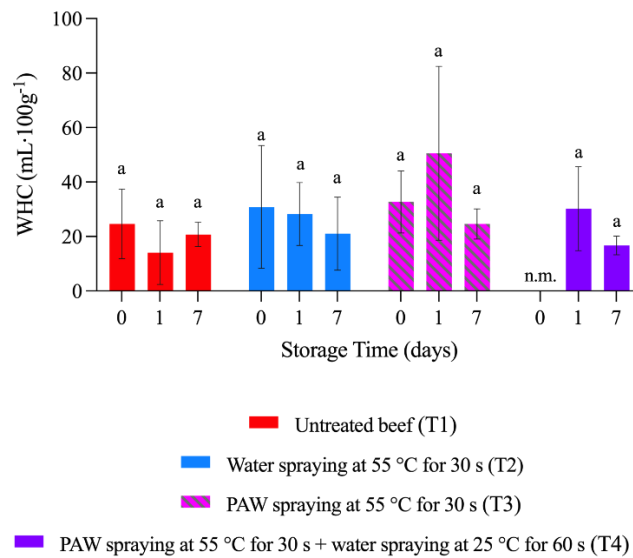 100
80
60
40
20
0
WHC (mL·100g⁻¹)
a a a a a a a a a a a
n.m.
0 1 7 0 1 7 0 1 7 0 1 7
Storage Time (days)
Untreated beef (T1)
Water spraying at 55 °C for 30 s (T2)
PAW spraying at 55 °C for 30 s (T3)
PAW spraying at 55 °C for 30 s + water spraying at 25 °C for 60 s (T4)